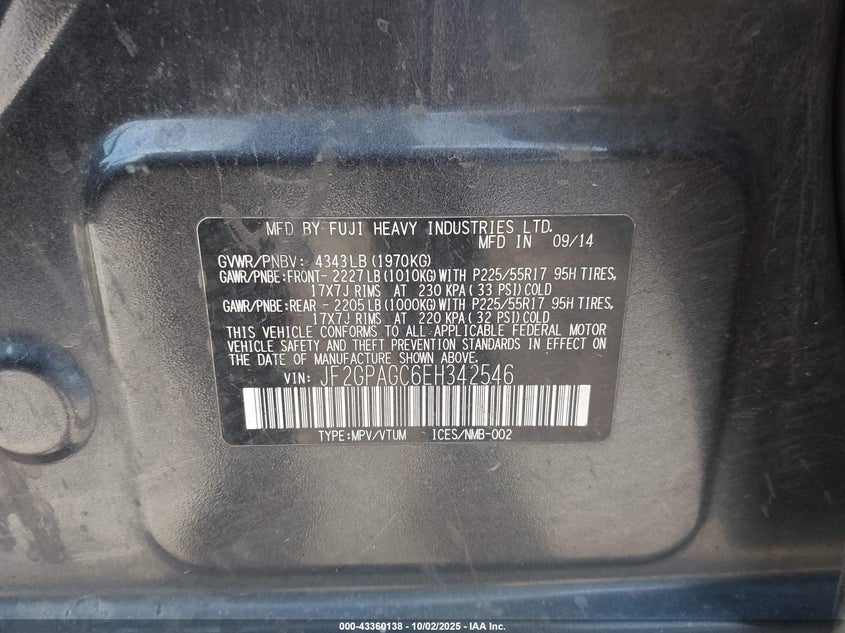 MFD BY FUJI HEAVY INDUSTRIES LTD.
MFD IN 09/14
GVWR/PNBV: 4343LB(1970KG)
GAWR/PNBE:FRONT- 2227LB(1010KG)WITH P225/55R17 95H TIRES,
17X7J RIMS AT 230 KPA(33 PSI)COLD
GAWR/PNBE:REAR - 2205LB(1000KG)WITH P225/55R17 95H TIRES,
17X7J RIMS AT 220 KPA(32 PSI)COLD
THIS VEHICLE CONFORMS TO ALL APPLICABLE FEDERAL MOTOR
VEHICLE SAFETY AND THEFT PREVENTION STANDARDS IN EFFECT ON
THE DATE OF MANUFACTURE SHOWN ABOVE.
VIN: JF2GPAGC6EH342546
TYPE:MPV/VTUM ICES/NMB-002
000-43360138 - 10/02/2025 - IAA Inc.